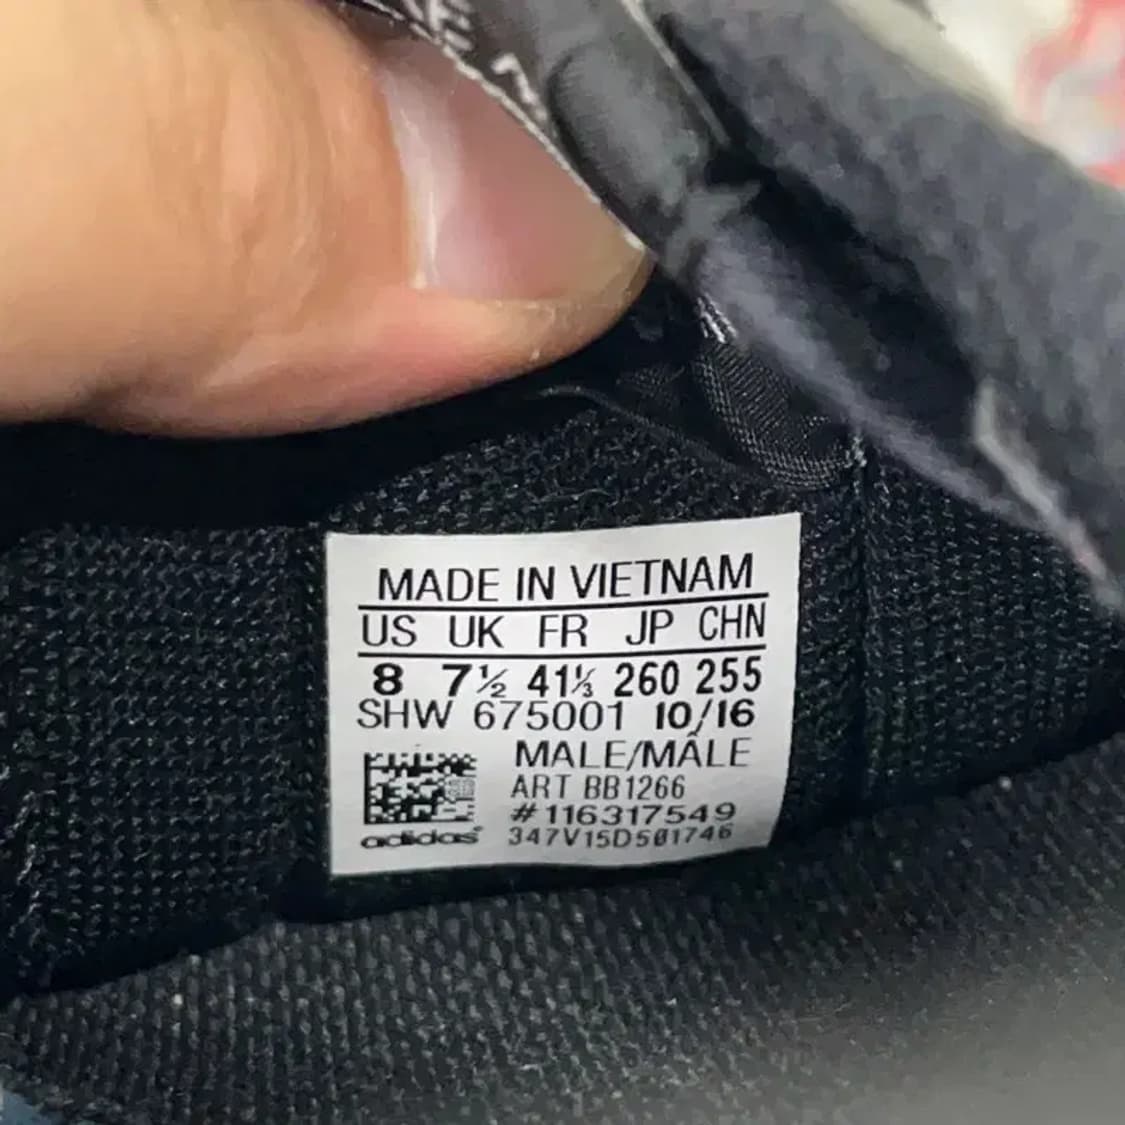 MADE IN VIETNAM
US UK FR JP CHN
8 7½ 41⅓ 260 255
SHW 675001 10/16
MALE/MÂLE
ART BB1266
#116317549
adidas 347V15D501746